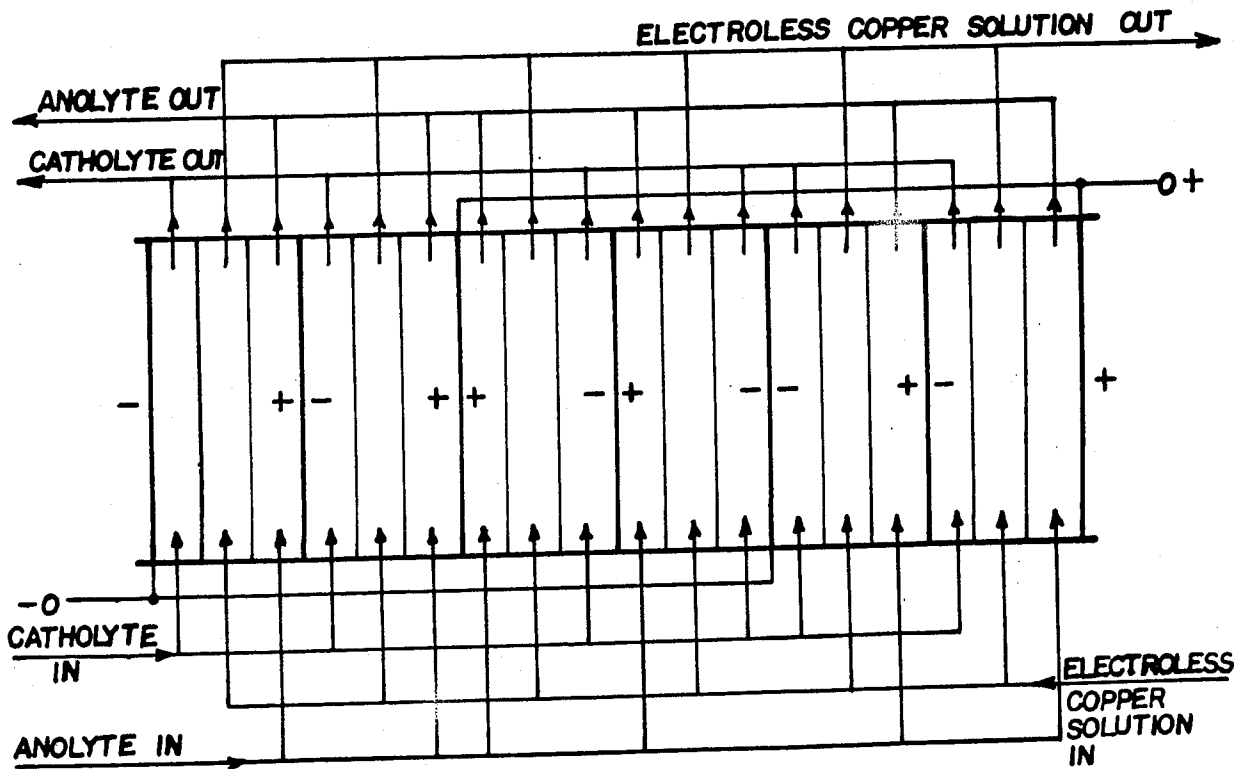 ELECTROLESS COPPER SOLUTION OUT
ANOLYTE OUT
CATHOLYTE OUT
o +
- + - + + - + - - + - +
- o
CATHOLYTE
IN
ELECTROLESS
COPPER
SOLUTION
IN
ANOLYTE IN